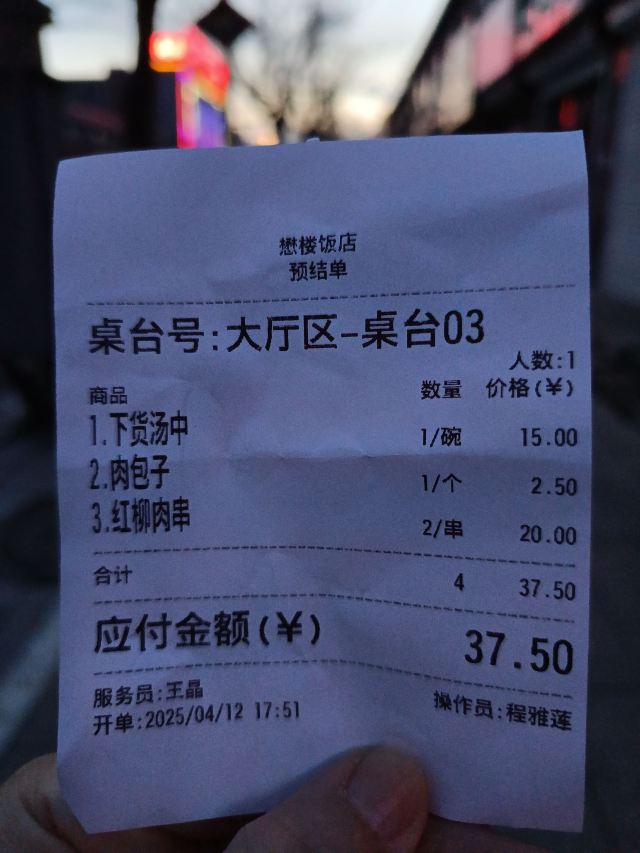 懋楼饭店
预结单
桌台号:大厅区-桌台03
人数:1
商品 数量 价格(¥)
1.下货汤中 1/碗 15.00
2.肉包子 1/个 2.50
3.红柳肉串 2/串 20.00
合计 4 37.50
应付金额(¥) 37.50
服务员:王晶
开单:2025/04/12 17:51 操作员:程雅莲